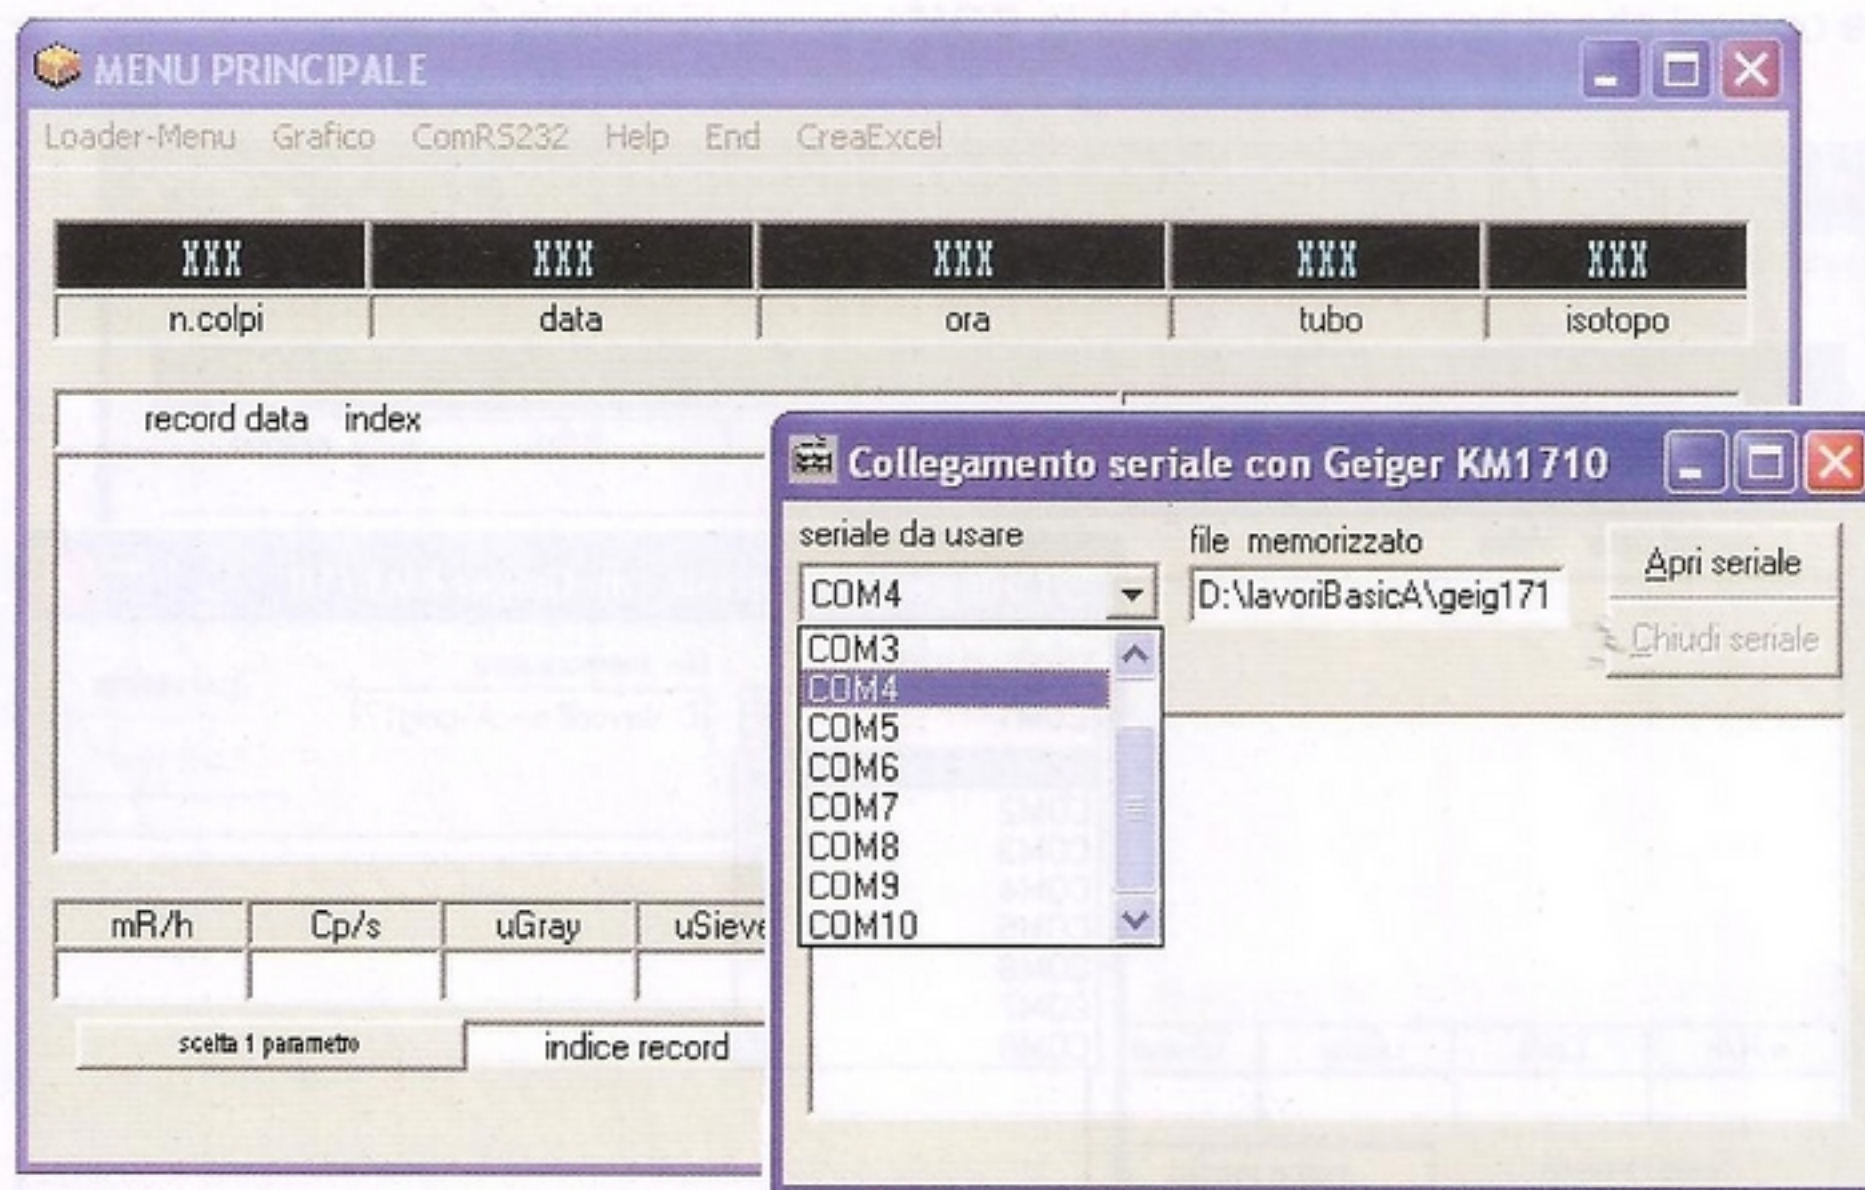 MENU PRINCIPALE
Loader-Menu Grafico ComRS232 Help End CreaExcel
XXX XXX XXX XXX XXX
n.colpi data ora tubo isotopo
record data index
Collegamento seriale con Geiger KM1710
seriale da usare
file memorizzato
Apri seriale
COM4
D:\lavoriBasicA\geig171
Chiudi seriale
COM3
COM4
COM5
COM6
COM7
COM8
COM9
COM10
mR/h Cp/s uGray uSieve
scelta 1 parametro
indice record